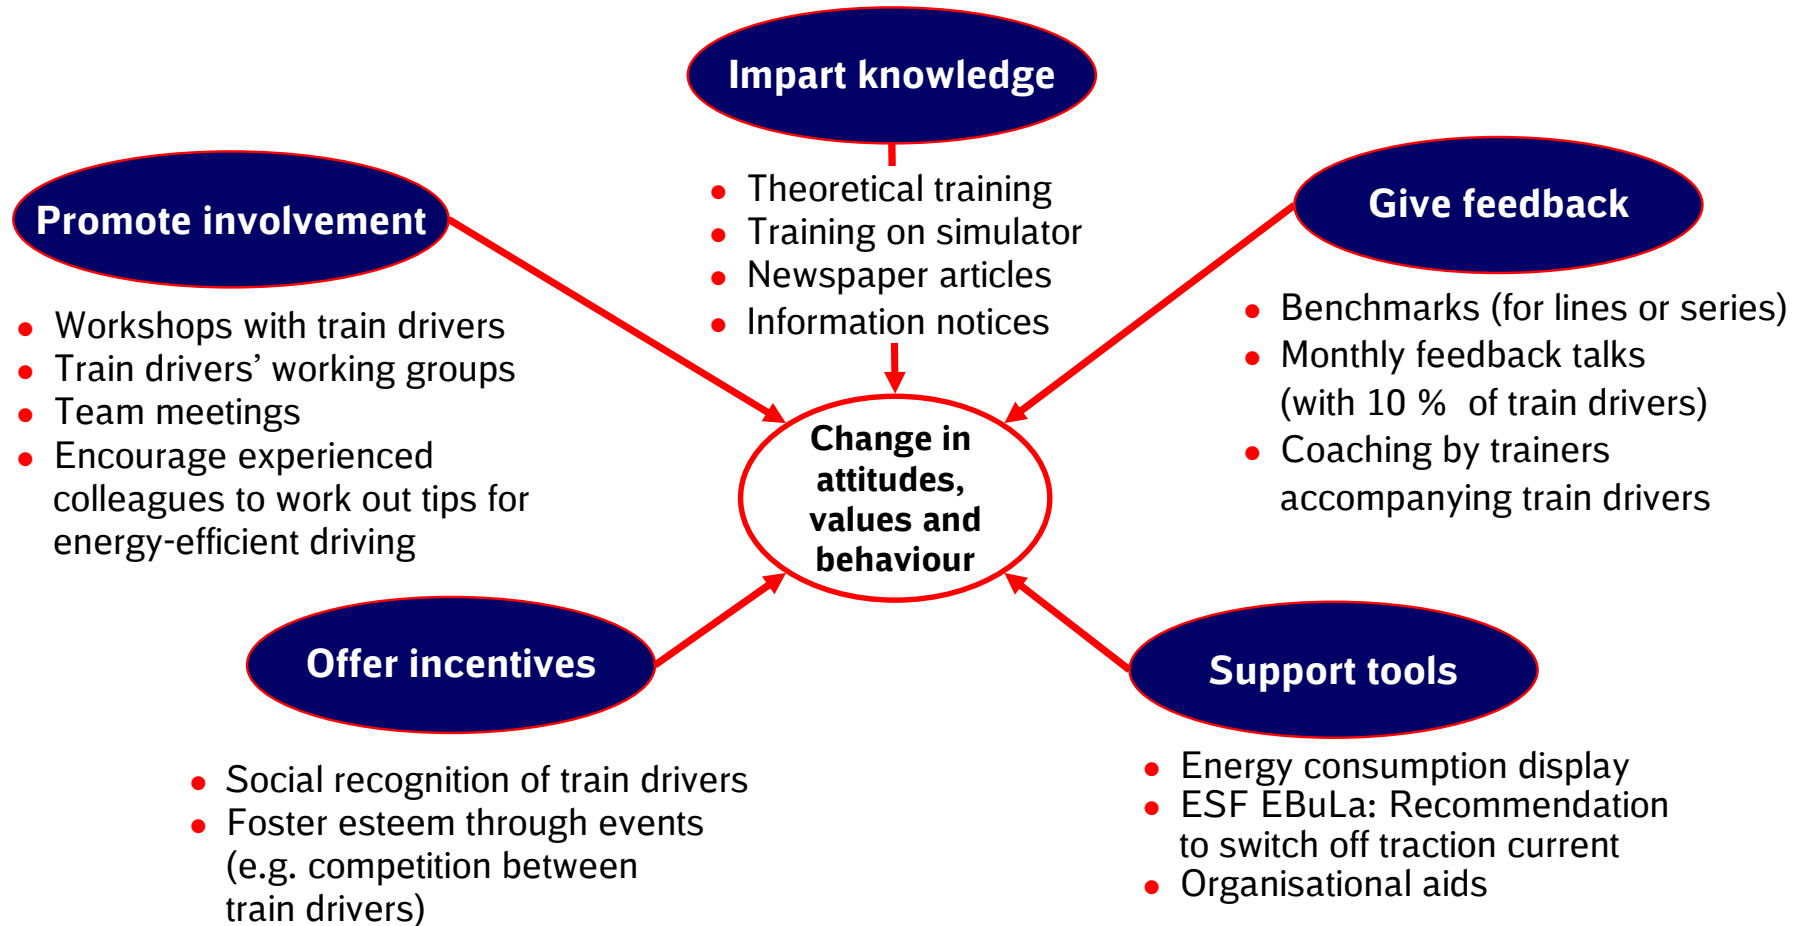 Impart knowledge
• Theoretical training
• Training on simulator
• Newspaper articles
• Information notices
Promote involvement
• Workshops with train drivers
• Train drivers’ working groups
• Team meetings
• Encourage experienced
colleagues to work out tips for
energy-efficient driving
Give feedback
• Benchmarks (for lines or series)
• Monthly feedback talks
(with 10 %  of train drivers)
• Coaching by trainers
accompanying train drivers
Change in
attitudes,
values and
behaviour
Offer incentives
• Social recognition of train drivers
• Foster esteem through events
(e.g. competition between
train drivers)
Support tools
• Energy consumption display
• ESF EBuLa: Recommendation
to switch off traction current
• Organisational aids